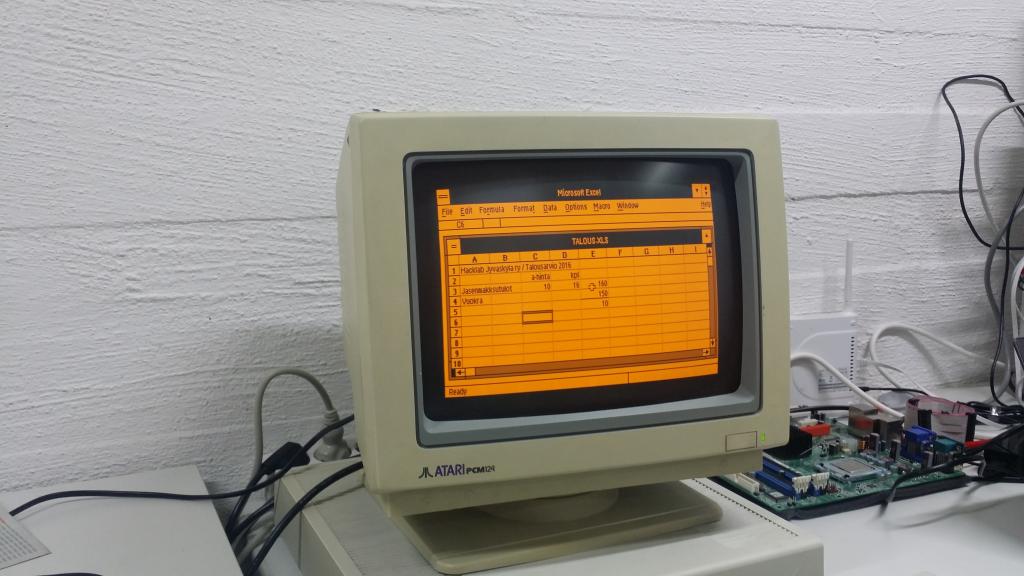 Microsoft Excel
File Edit Formula Format Data Options Macro Window Help
C6
TALOUS.XLS
A B C D E F G H I
1 Hacklab Jyväskylä ry / Talousarvio 2016
2 a-hinta kpl
3 Jäsenmaksutulot 10 16 160
4 Vuokra 150
5 10
6
7
8
9
10
Ready
ATARI PCM124